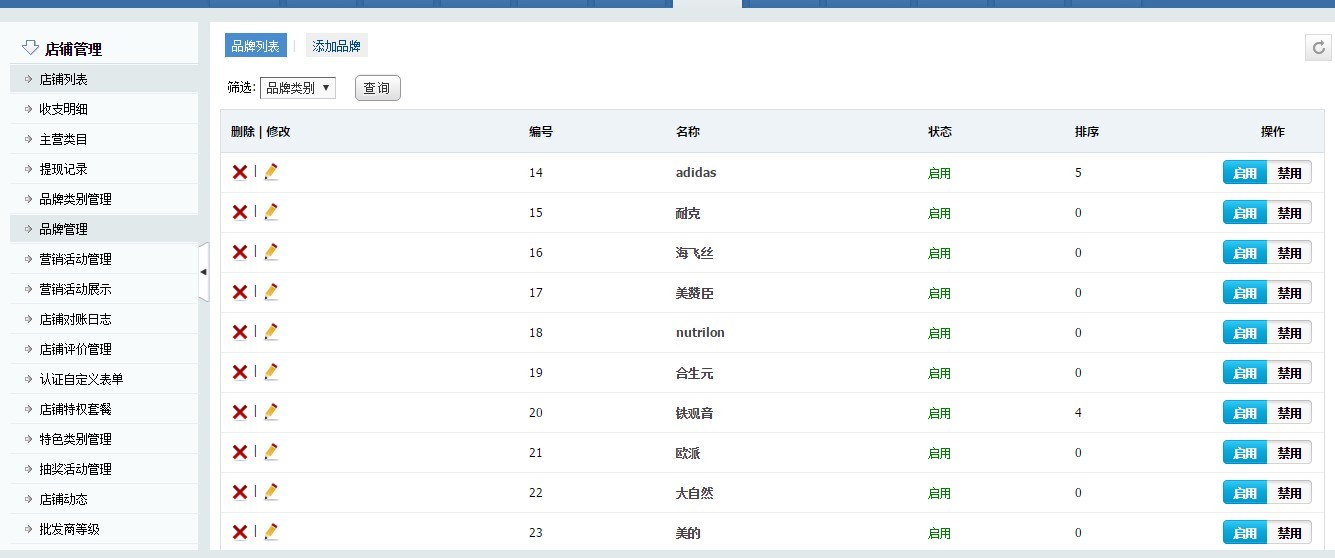 店铺管理
店铺列表
收支明细
主营类目
提现记录
品牌类别管理
品牌管理
营销活动管理
营销活动展示
店铺对账日志
店铺评价管理
认证自定义表单
店铺特权套餐
特色类别管理
抽奖活动管理
店铺动态
批发商等级
品牌列表 | 添加品牌
筛选: 品牌类别 ▼ 查询
删除 | 修改 编号 名称 状态 排序 操作
| 14 adidas 启用 5 启用 禁用
| 15 耐克 启用 0 启用 禁用
| 16 海飞丝 启用 0 启用 禁用
| 17 美赞臣 启用 0 启用 禁用
| 18 nutrilon 启用 0 启用 禁用
| 19 合生元 启用 0 启用 禁用
| 20 铁观音 启用 4 启用 禁用
| 21 欧派 启用 0 启用 禁用
| 22 大自然 启用 0 启用 禁用
| 23 美的 启用 0 启用 禁用